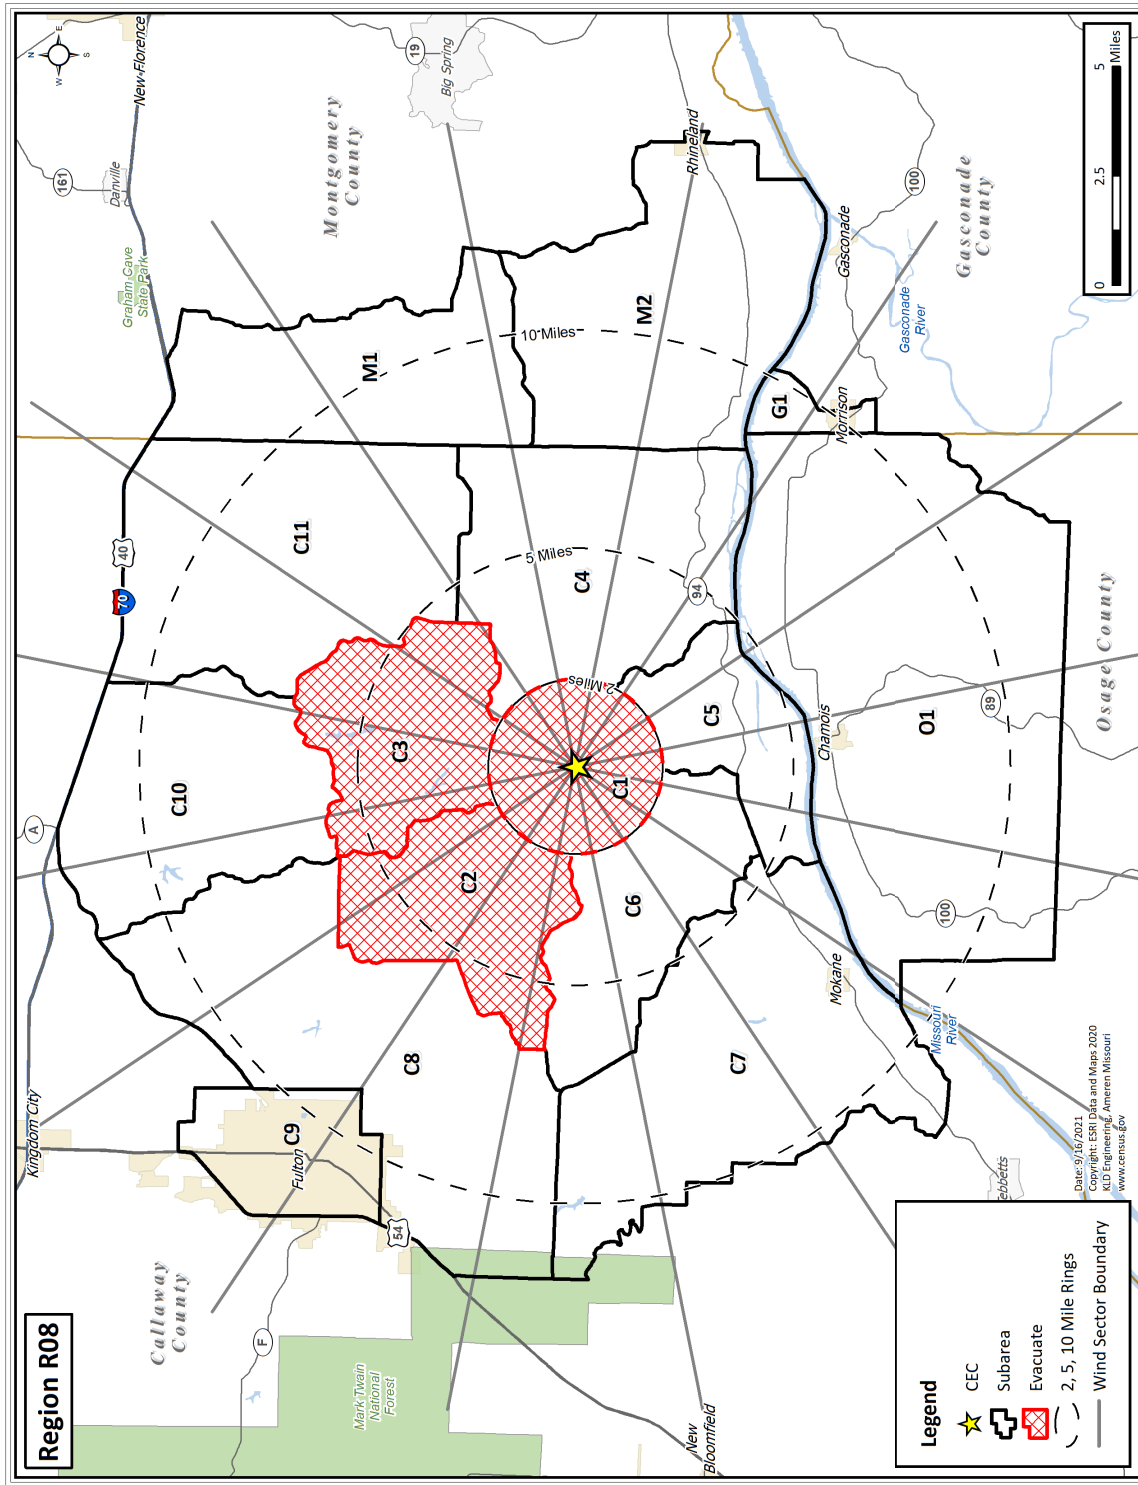 Region R08
N
E
S
W
Callaway
County
Montgomery
County
Gasconade
County
Osage County
Kingdom City
Danville
New Florence
Graham Cave
State Park
Big Spring
Rhineland
Gasconade
Gasconade
River
Morrison
Chamois
Mokane
Missouri
River
Fulton
Mark Twain
National
Forest
New
Bloomfield
A
F
161
19
40
70
54
94
100
100
89
C1
C2
C3
C4
C5
C6
C7
C8
C9
C10
C11
M1
M2
G1
O1
2 Miles
5 Miles
10 Miles
Legend
CEC
Subarea
Evacuate
2, 5, 10 Mile Rings
Wind Sector Boundary
Date: 9/16/2021
Copyright: ESRI Data and Maps 2020
KLD Engineering, Ameren Missouri
www.census.gov
0
2.5
5
Miles